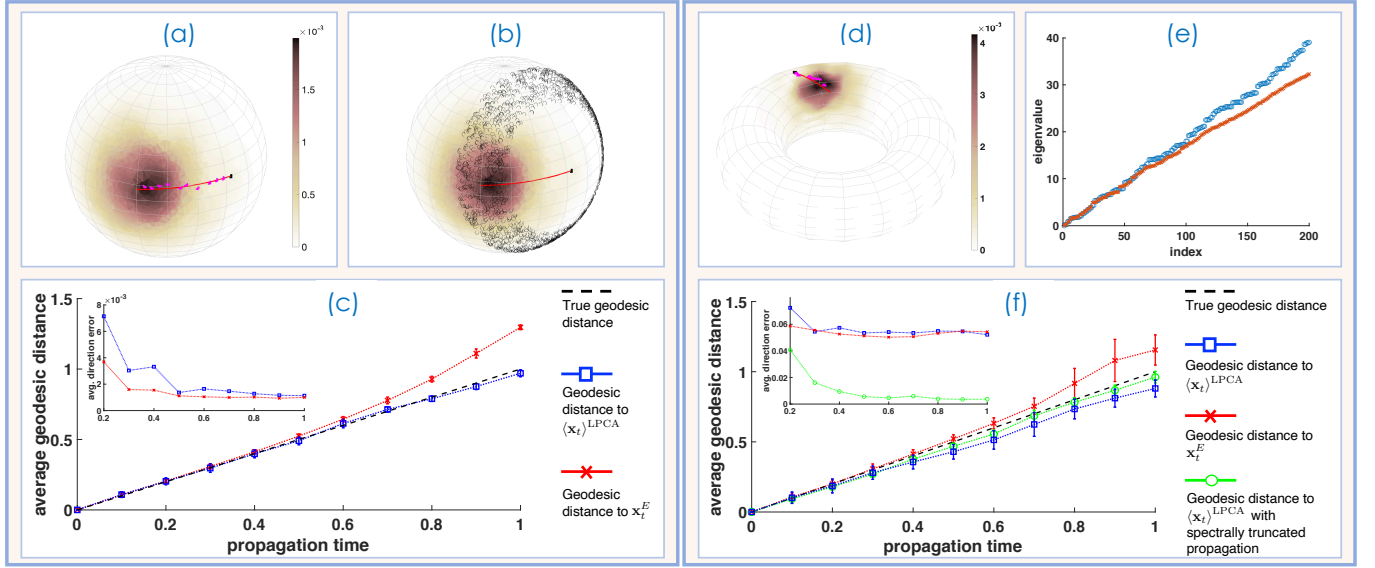 (a)
× 10⁻³
1.5
1
0.5
0
(b)
(c)
average geodesic distance
1.5
1
0.5
0
0
0.2
0.4
0.6
0.8
1
propagation time
×10⁻³
avg. direction error
8
6
4
2
0
0.2
0.4
0.6
0.8
1
True geodesic
distance
Geodesic
distance to
⟨x_t⟩^LPCA
Geodesic
distance to x_t^E
(d)
×10⁻³
4
3
2
1
0
(e)
eigenvalue
40
30
20
10
0
0
50
100
150
200
index
(f)
average geodesic distance
1.5
1
0.5
0
0
0.2
0.4
0.6
0.8
1
propagation time
avg. direction error
0.06
0.04
0.02
0
0.2
0.4
0.6
0.8
1
True geodesic
distance
Geodesic distance to
⟨x_t⟩^LPCA
Geodesic distance to
x_t^E
Geodesic distance to
⟨x_t⟩^LPCA with
spectrally truncated
propagation